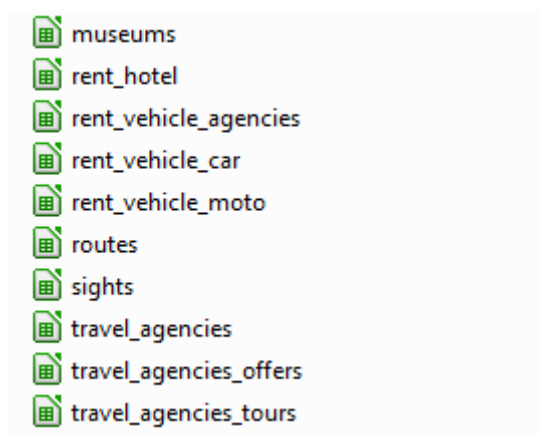 museums
rent_hotel
rent_vehicle_agencies
rent_vehicle_car
rent_vehicle_moto
routes
sights
travel_agencies
travel_agencies_offers
travel_agencies_tours